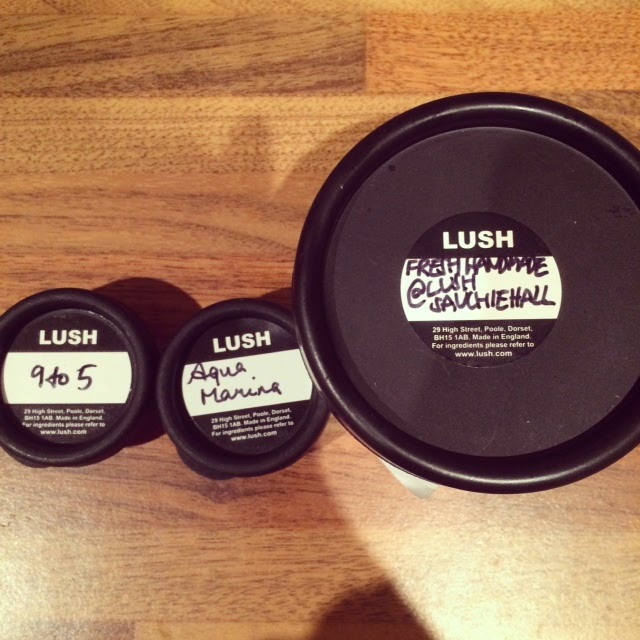 LUSH
9 to 5
29 High Street, Poole, Dorset,
BH15 1AB. Made in England.
For ingredients please refer to
www.lush.com
LUSH
Aqua
Marina
29 High Street, Poole, Dorset,
BH15 1AB. Made in England.
For ingredients please refer to
www.lush.com
LUSH
FRESH HANDMADE
@LUSH
SAUCHIEHALL
29 High Street, Poole, Dorset,
BH15 1AB. Made in England.
For ingredients please refer to
www.lush.com